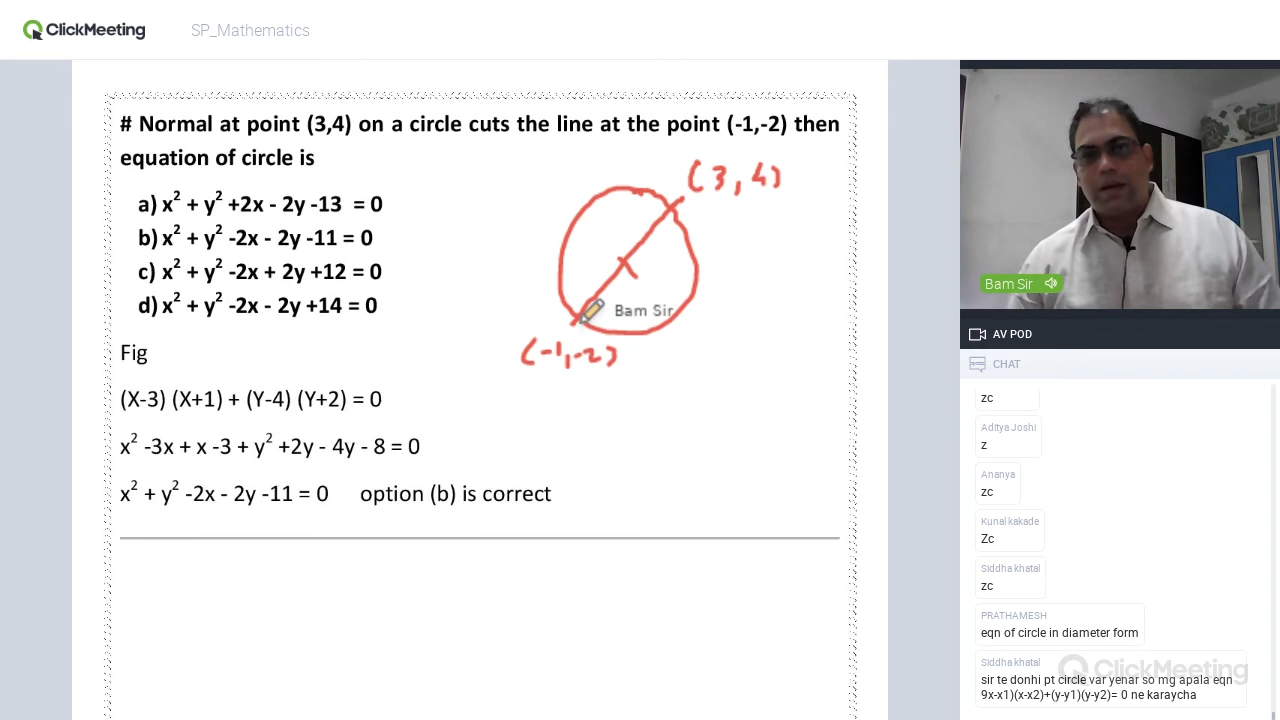 ClickMeeting
SP_Mathematics
# Normal at point (3,4) on a circle cuts the line at the point (-1,-2) then
equation of circle is
a) x² + y² +2x - 2y -13 = 0
b) x² + y² -2x - 2y -11 = 0
c) x² + y² -2x + 2y +12 = 0
d) x² + y² -2x - 2y +14 = 0
(3, 4)
Bam Sir
(-1,-2)
Fig
(X-3) (X+1) + (Y-4) (Y+2) = 0
x² -3x + x -3 + y² +2y - 4y - 8 = 0
x² + y² -2x - 2y -11 = 0 option (b) is correct
Bam Sir
AV POD
CHAT
zc
Aditya Joshi
z
Ananya
zc
Kunal kakade
Zc
Siddha khatal
zc
PRATHAMESH
eqn of circle in diameter form
Siddha khatal
sir te donhi pt circle var yenar so mg apala eqn
9x-x1)(x-x2)+(y-y1)(y-y2)= 0 ne karaycha
ClickMeeting